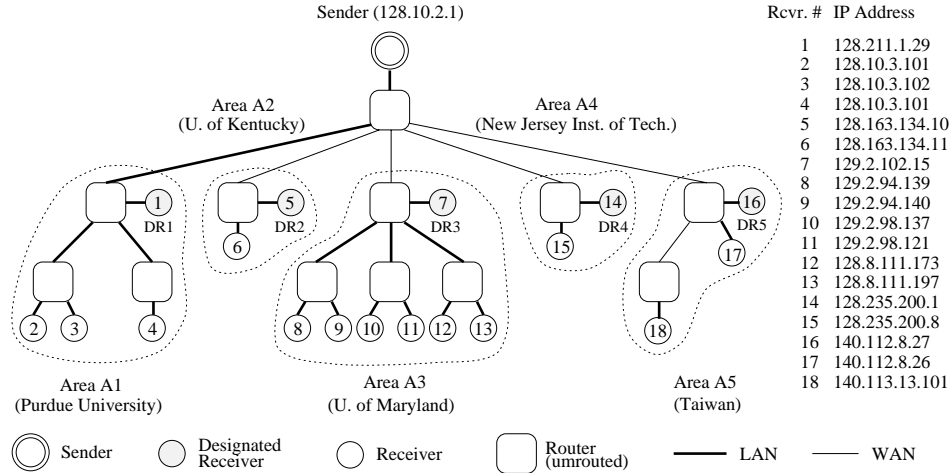 Sender (128.10.2.1)
Rcvr. # IP Address
Area A2
(U. of Kentucky)
Area A4
(New Jersey Inst. of Tech.)
1 128.211.1.29
2 128.10.3.101
3 128.10.3.102
4 128.10.3.101
5 128.163.134.10
6 128.163.134.11
7 129.2.102.15
8 129.2.94.139
9 129.2.94.140
10 129.2.98.137
11 129.2.98.121
12 128.8.111.173
13 128.8.111.197
14 128.235.200.1
15 128.235.200.8
16 140.112.8.27
17 140.112.8.26
18 140.113.13.101
1
DR1
2
3
4
5
DR2
6
7
DR3
8
9
10
11
12
13
14
DR4
15
16
DR5
17
18
Area A1
(Purdue University)
Area A3
(U. of Maryland)
Area A5
(Taiwan)
Sender
Designated
Receiver
Receiver
Router
(umrouted)
LAN
WAN